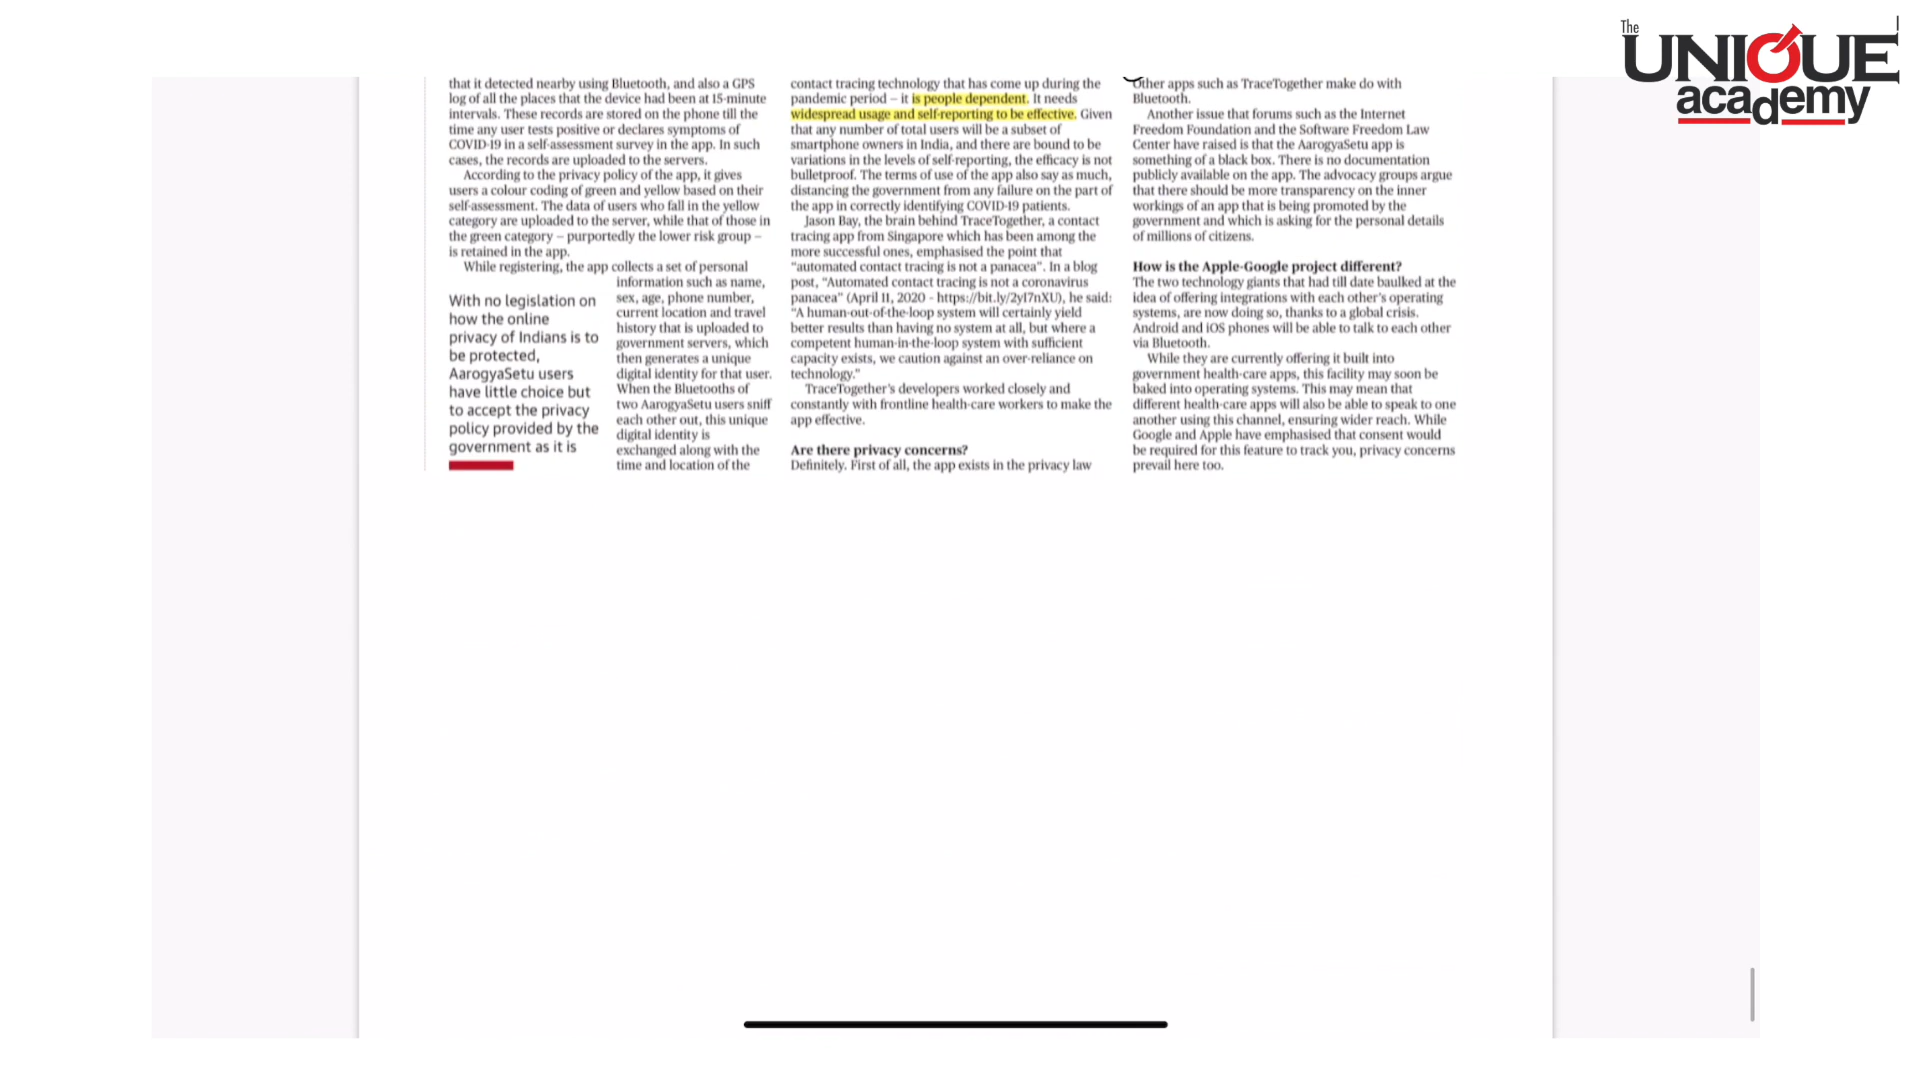 The
UNIQUE
academy
that it detected nearby using Bluetooth, and also a GPS
log of all the places that the device had been at 15-minute
intervals. These records are stored on the phone till the
time any user tests positive or declares symptoms of
COVID-19 in a self-assessment survey in the app. In such
cases, the records are uploaded to the servers.
According to the privacy policy of the app, it gives
users a colour coding of green and yellow based on their
self-assessment. The data of users who fall in the yellow
category are uploaded to the server, while that of those in
the green category – purportedly the lower risk group –
is retained in the app.
While registering, the app collects a set of personal
information such as name,
sex, age, phone number,
current location and travel
history that is uploaded to
government servers, which
then generates a unique
digital identity for that user.
When the Bluetooths of
two AarogyaSetu users sniff
each other out, this unique
digital identity is
exchanged along with the
time and location of the
With no legislation on
how the online
privacy of Indians is to
be protected,
AarogyaSetu users
have little choice but
to accept the privacy
policy provided by the
government as it is
contact tracing technology that has come up during the
pandemic period – it is people dependent. It needs
widespread usage and self-reporting to be effective. Given
that any number of total users will be a subset of
smartphone owners in India, and there are bound to be
variations in the levels of self-reporting, the efficacy is not
bulletproof. The terms of use of the app also say as much,
distancing the government from any failure on the part of
the app in correctly identifying COVID-19 patients.
Jason Bay, the brain behind TraceTogether, a contact
tracing app from Singapore which has been among the
more successful ones, emphasised the point that
“automated contact tracing is not a panacea”. In a blog
post, “Automated contact tracing is not a coronavirus
panacea” (April 11, 2020 - https://bit.ly/2yI7nXU), he said:
“A human-out-of-the-loop system will certainly yield
better results than having no system at all, but where a
competent human-in-the-loop system with sufficient
capacity exists, we caution against an over-reliance on
technology.”
TraceTogether’s developers worked closely and
constantly with frontline health-care workers to make the
app effective.
Are there privacy concerns?
Definitely. First of all, the app exists in the privacy law
Other apps such as TraceTogether make do with
Bluetooth.
Another issue that forums such as the Internet
Freedom Foundation and the Software Freedom Law
Center have raised is that the AarogyaSetu app is
something of a black box. There is no documentation
publicly available on the app. The advocacy groups argue
that there should be more transparency on the inner
workings of an app that is being promoted by the
government and which is asking for the personal details
of millions of citizens.
How is the Apple-Google project different?
The two technology giants that had till date baulked at the
idea of offering integrations with each other’s operating
systems, are now doing so, thanks to a global crisis.
Android and iOS phones will be able to talk to each other
via Bluetooth.
While they are currently offering it built into
government health-care apps, this facility may soon be
baked into operating systems. This may mean that
different health-care apps will also be able to speak to one
another using this channel, ensuring wider reach. While
Google and Apple have emphasised that consent would
be required for this feature to track you, privacy concerns
prevail here too.